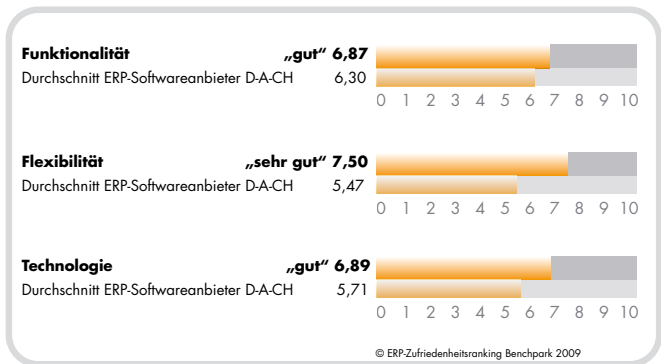 Funktionalität „gut“ 6,87
Durchschnitt ERP-Softwareanbieter D-A-CH 6,30
0 1 2 3 4 5 6 7 8 9 10
Flexibilität „sehr gut“ 7,50
Durchschnitt ERP-Softwareanbieter D-A-CH 5,47
0 1 2 3 4 5 6 7 8 9 10
Technologie „gut“ 6,89
Durchschnitt ERP-Softwareanbieter D-A-CH 5,71
0 1 2 3 4 5 6 7 8 9 10
© ERP-Zufriedenheitsranking Benchpark 2009